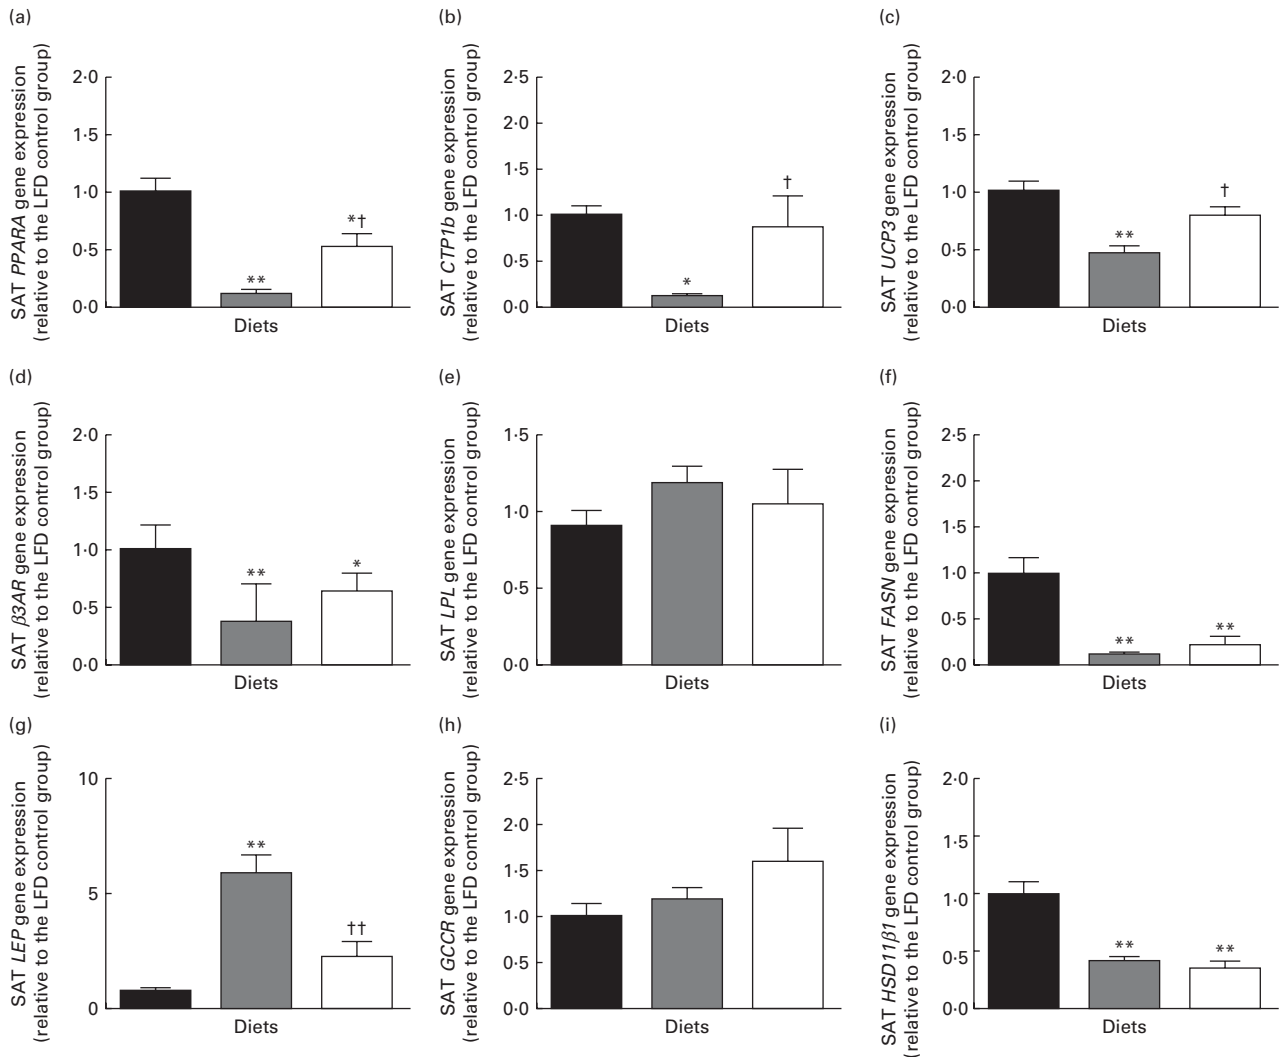 (a)
SAT PPARA gene expression
(relative to the LFD control group)
2·0
1·5
1·0
0·5
0·0
**
*†
Diets
(b)
SAT CTP1b gene expression
(relative to the LFD control group)
2·5
2·0
1·5
1·0
0·5
0·0
*
†
Diets
(c)
SAT UCP3 gene expression
(relative to the LFD control group)
2·0
1·5
1·0
0·5
0·0
**
†
Diets
(d)
SAT β3AR gene expression
(relative to the LFD control group)
2·0
1·5
1·0
0·5
0·0
**
*
Diets
(e)
SAT LPL gene expression
(relative to the LFD control group)
1·5
1·0
0·5
0·0
Diets
(f)
SAT FASN gene expression
(relative to the LFD control group)
2·5
2·0
1·5
1·0
0·5
0·0
**
**
Diets
(g)
SAT LEP gene expression
(relative to the LFD control group)
10
5
0
**
††
Diets
(h)
SAT GCCR gene expression
(relative to the LFD control group)
2·5
2·0
1·5
1·0
0·5
0·0
Diets
(i)
SAT HSD11β1 gene expression
(relative to the LFD control group)
2·0
1·5
1·0
0·5
0·0
**
**
Diets